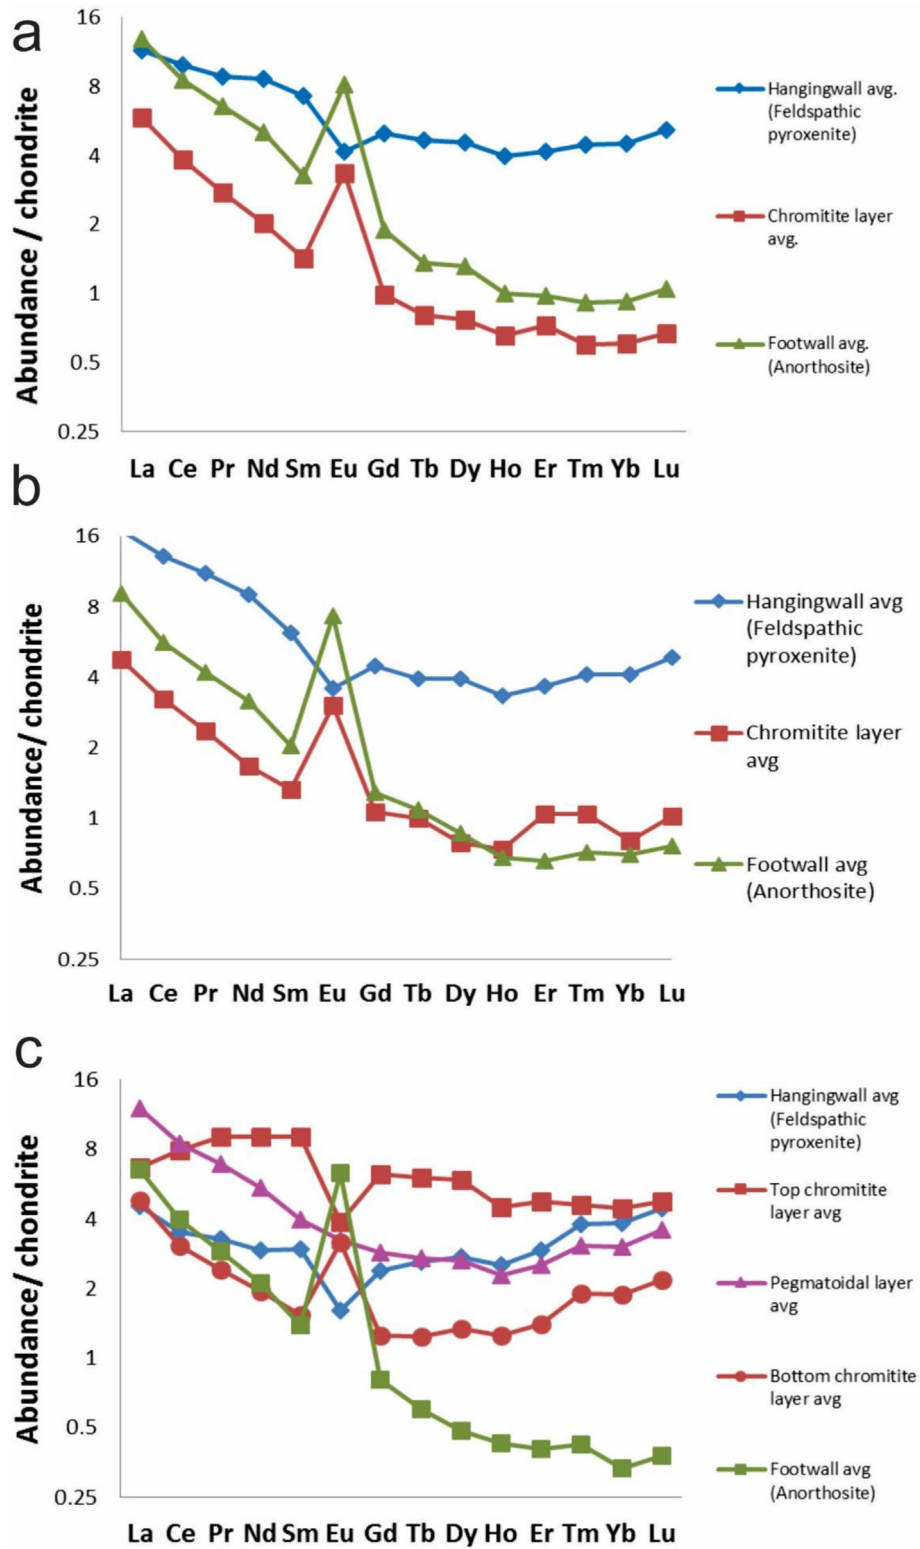 a
Abundance / chondrite
16
8
4
2
1
0.5
0.25
La Ce Pr Nd Sm Eu Gd Tb Dy Ho Er Tm Yb Lu
Hangingwall avg.
(Feldspathic
pyroxenite)
Chromitite layer
avg.
Footwall avg.
(Anorthosite)
b
Abundance/ chondrite
16
8
4
2
1
0.5
0.25
La Ce Pr Nd Sm Eu Gd Tb Dy Ho Er Tm Yb Lu
Hangingwall avg
(Feldspathic
pyroxenite)
Chromitite layer
avg
Footwall avg
(Anorthosite)
c
Abundance/ chondrite
16
8
4
2
1
0.5
0.25
La Ce Pr Nd Sm Eu Gd Tb Dy Ho Er Tm Yb Lu
Hangingwall avg
(Feldspathic
pyroxenite)
Top chromitite
layer avg
Pegmatoidal layer
avg
Bottom chromitite
layer avg
Footwall avg
(Anorthosite)